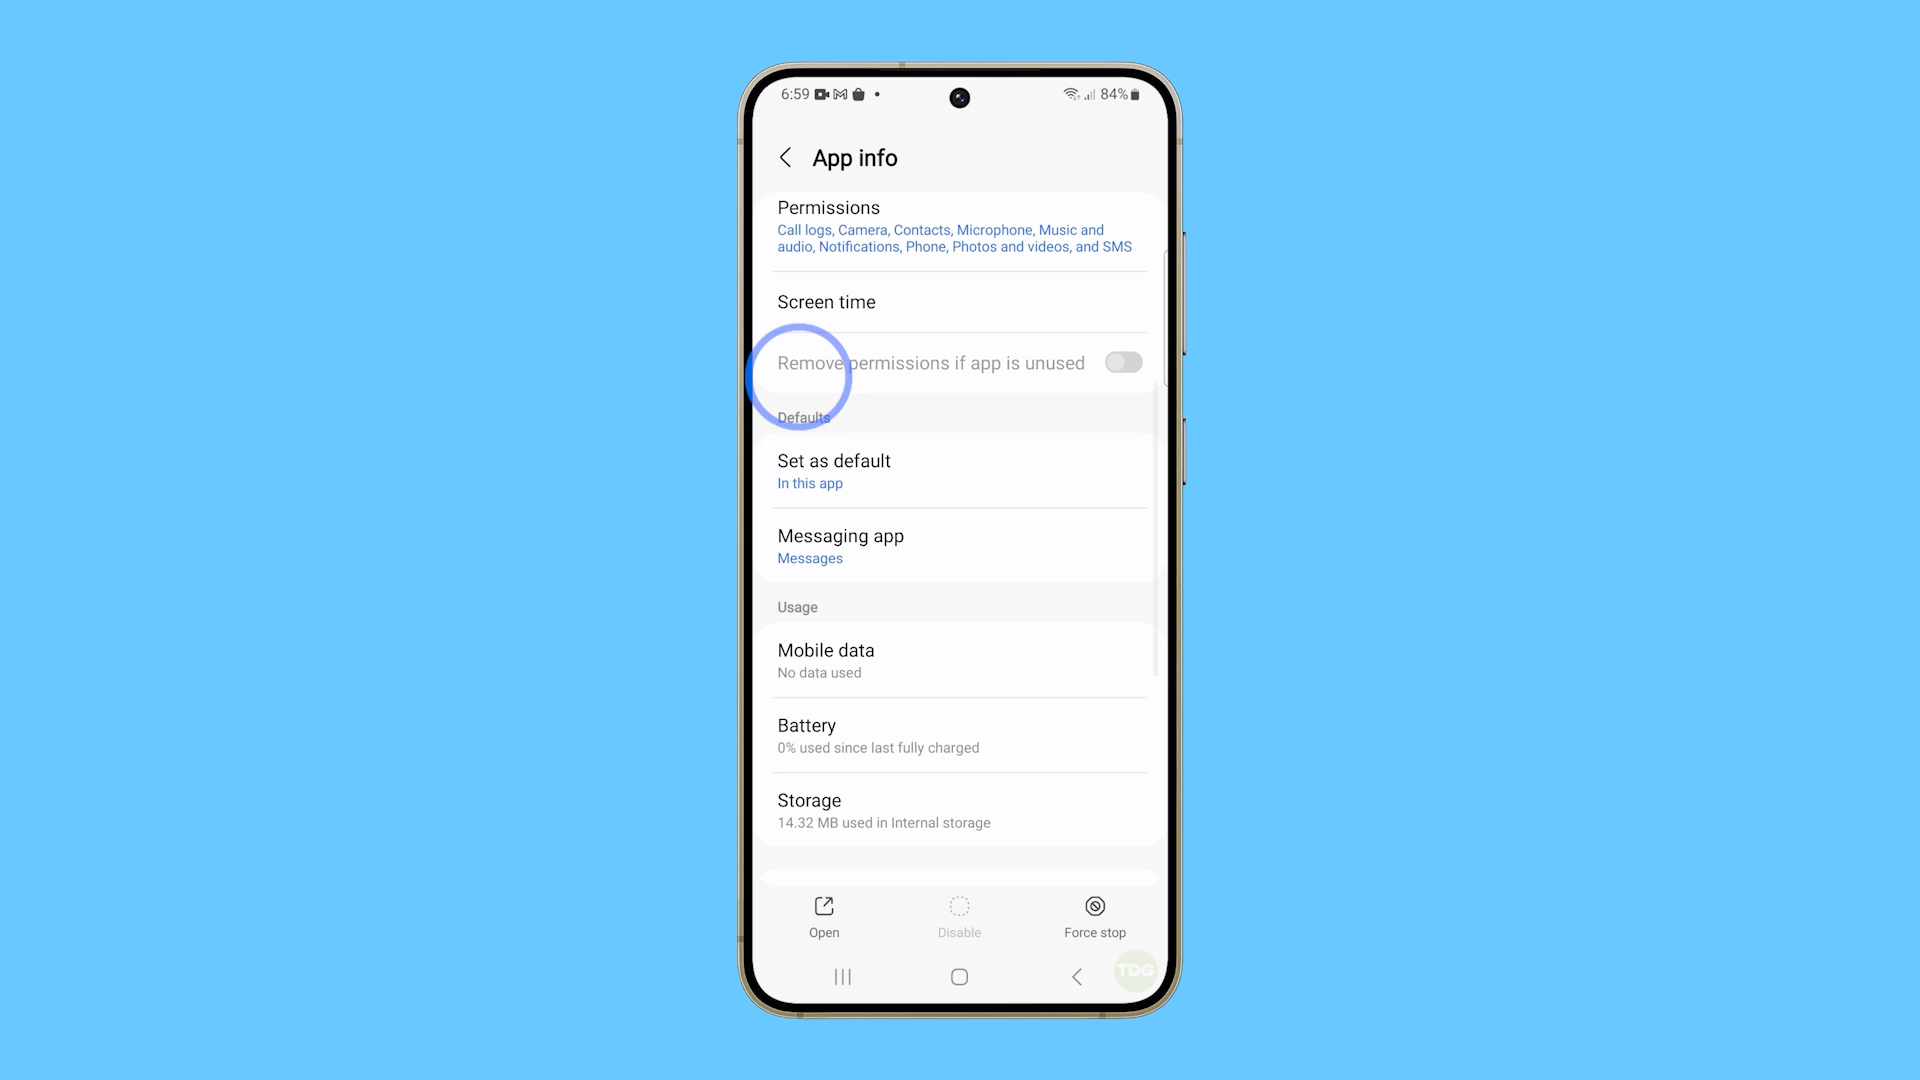 6:59
84%
App info
Permissions
Call logs, Camera, Contacts, Microphone, Music and
audio, Notifications, Phone, Photos and videos, and SMS
Screen time
Remove permissions if app is unused
Defaults
Set as default
In this app
Messaging app
Messages
Usage
Mobile data
No data used
Battery
0% used since last fully charged
Storage
14.32 MB used in Internal storage
Open
Disable
Force stop
TDG